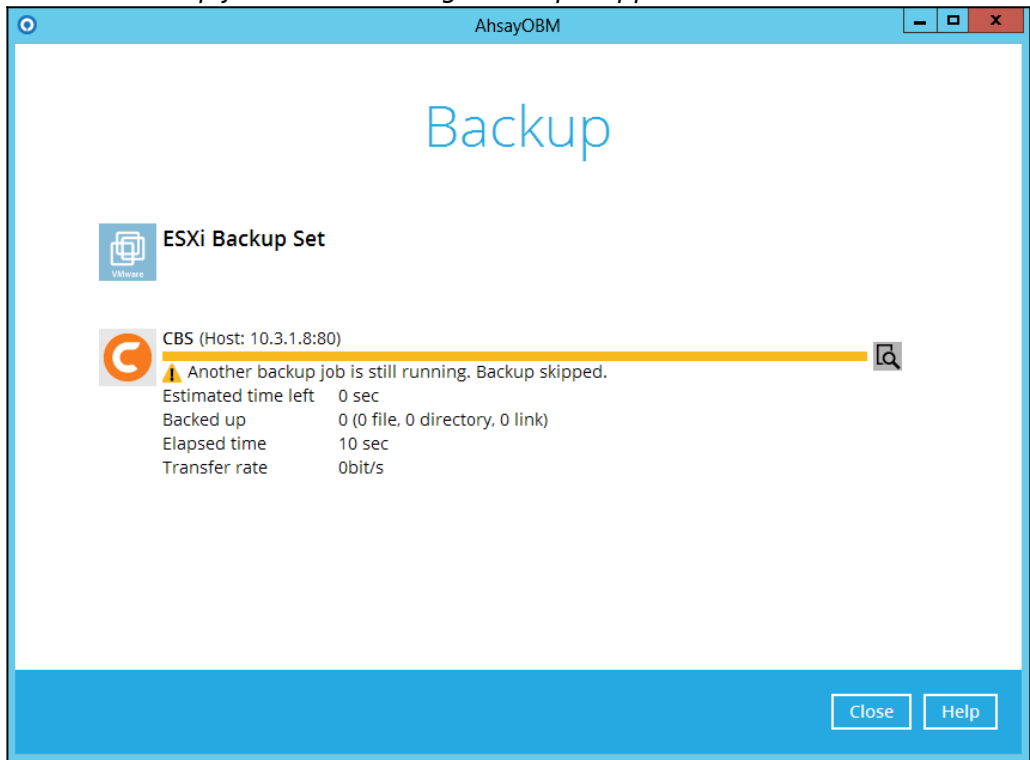 AhsayOBM
Backup
ESXi Backup Set
VMware
CBS (Host: 10.3.1.8:80)
Another backup job is still running. Backup skipped.
Estimated time left 0 sec
Backed up 0 (0 file, 0 directory, 0 link)
Elapsed time 10 sec
Transfer rate 0bit/s
Close Help